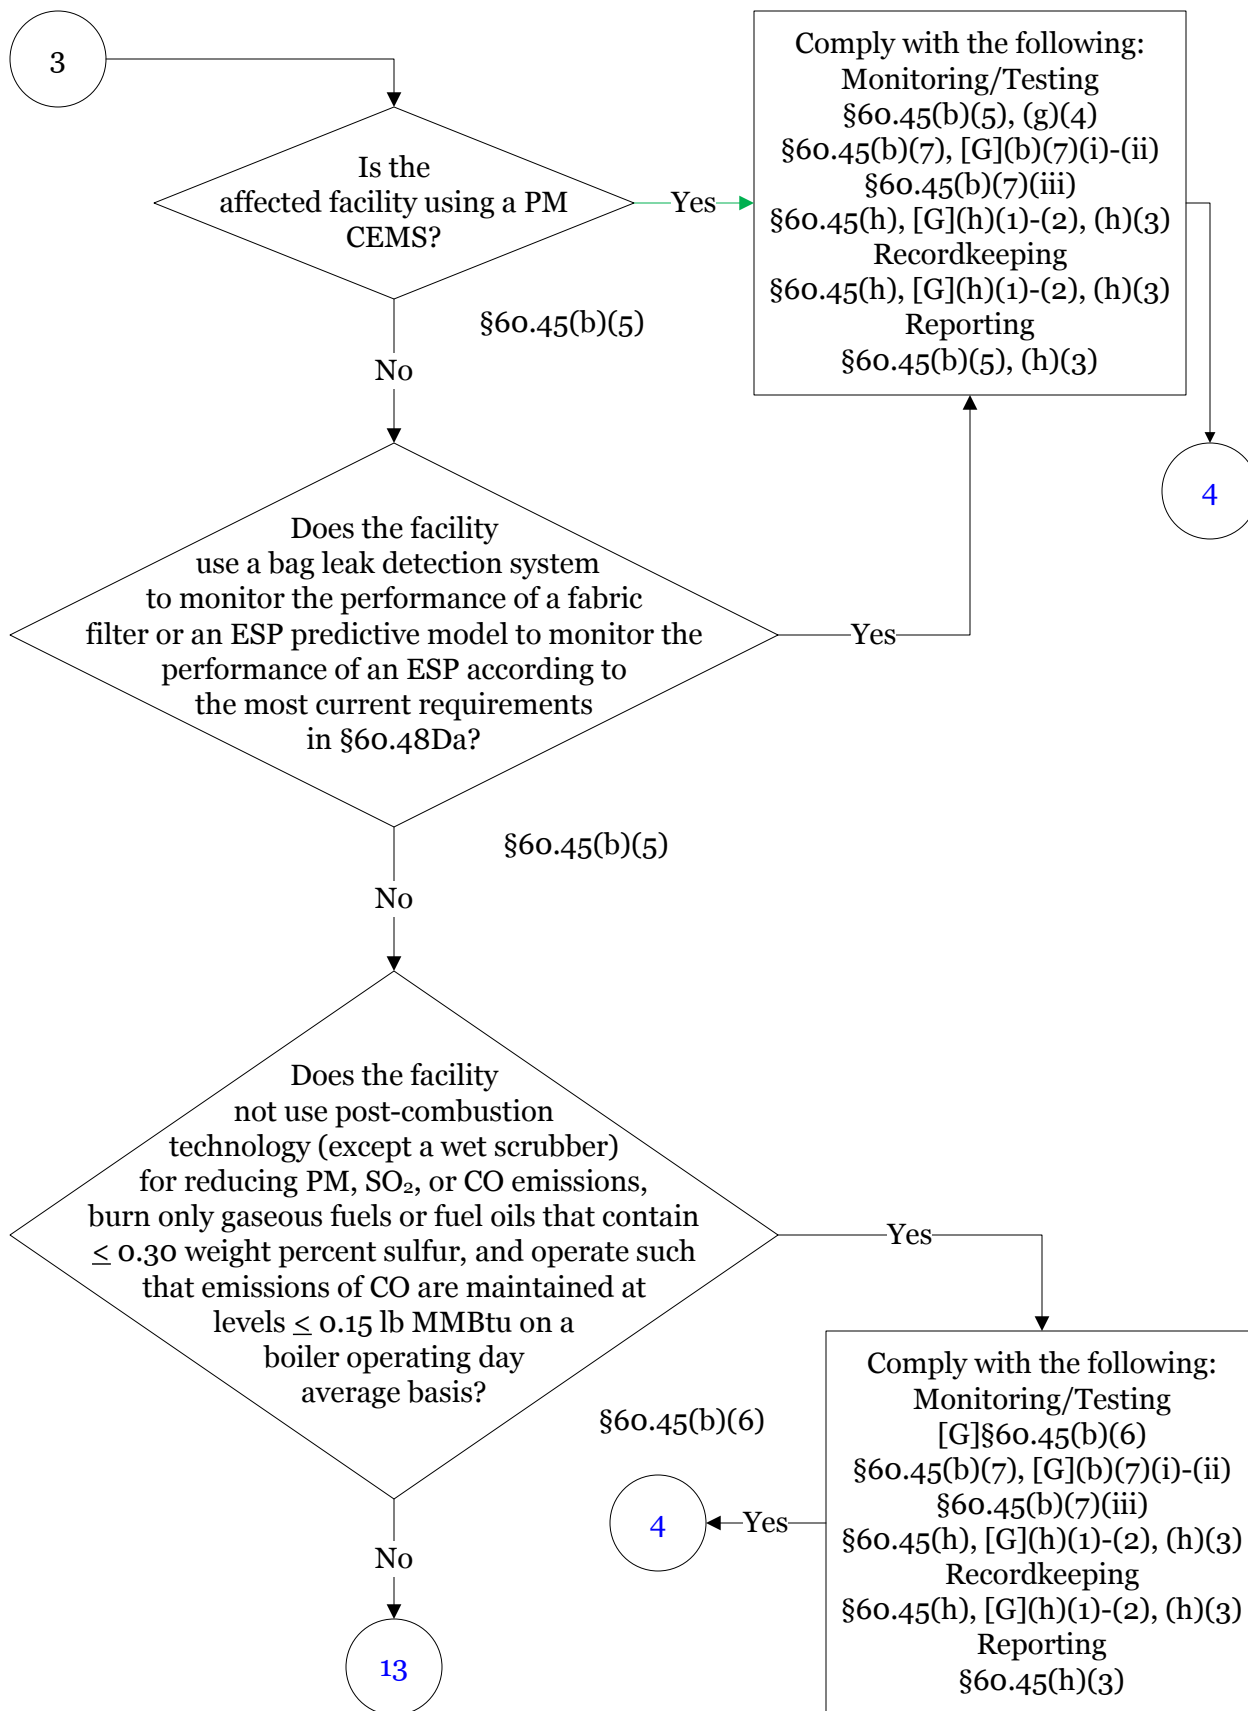 3
Is the
affected facility using a PM
CEMS?
Yes
Comply with the following:
Monitoring/Testing
§60.45(b)(5), (g)(4)
§60.45(b)(7), [G](b)(7)(i)-(ii)
§60.45(b)(7)(iii)
§60.45(h), [G](h)(1)-(2), (h)(3)
Recordkeeping
§60.45(h), [G](h)(1)-(2), (h)(3)
Reporting
§60.45(b)(5), (h)(3)
4
§60.45(b)(5)
No
Does the facility
use a bag leak detection system
to monitor the performance of a fabric
filter or an ESP predictive model to monitor the
performance of an ESP according to
the most current requirements
in §60.48Da?
Yes
§60.45(b)(5)
No
Does the facility
not use post-combustion
technology (except a wet scrubber)
for reducing PM, SO₂, or CO emissions,
burn only gaseous fuels or fuel oils that contain
≤ 0.30 weight percent sulfur, and operate such
that emissions of CO are maintained at
levels ≤ 0.15 lb MMBtu on a
boiler operating day
average basis?
Yes
§60.45(b)(6)
Comply with the following:
Monitoring/Testing
[G]§60.45(b)(6)
§60.45(b)(7), [G](b)(7)(i)-(ii)
§60.45(b)(7)(iii)
§60.45(h), [G](h)(1)-(2), (h)(3)
Recordkeeping
§60.45(h), [G](h)(1)-(2), (h)(3)
Reporting
§60.45(h)(3)
Yes
4
No
13